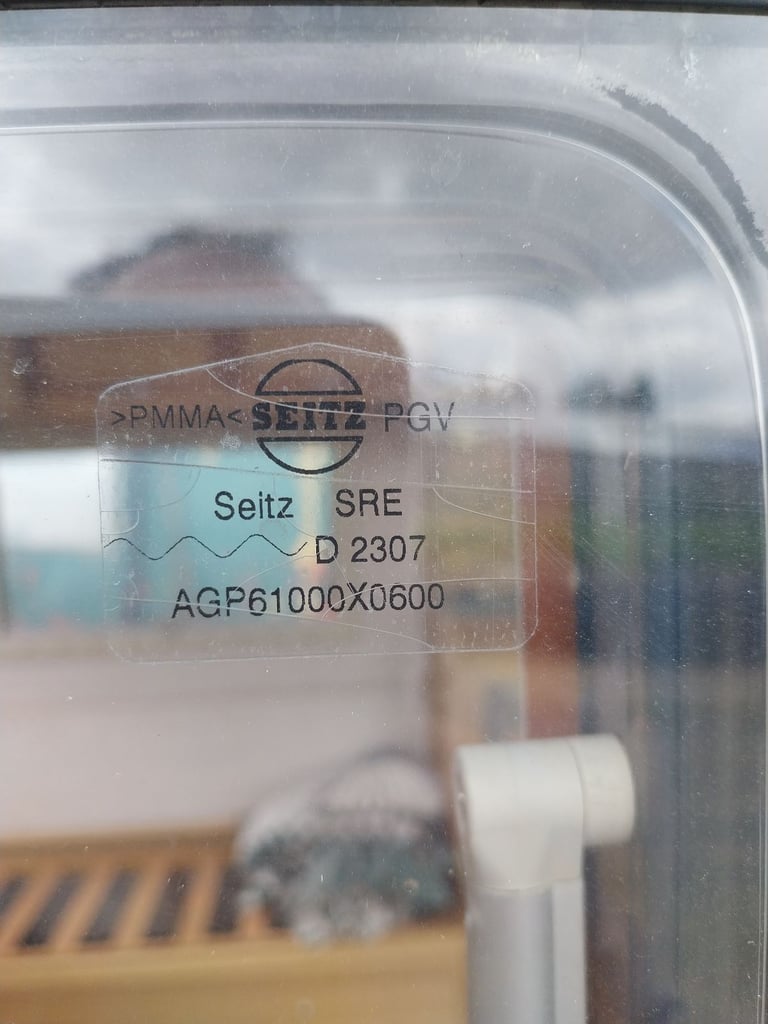 >PMMA< SEITZ PGV
Seitz SRE
D 2307
AGP61000X0600